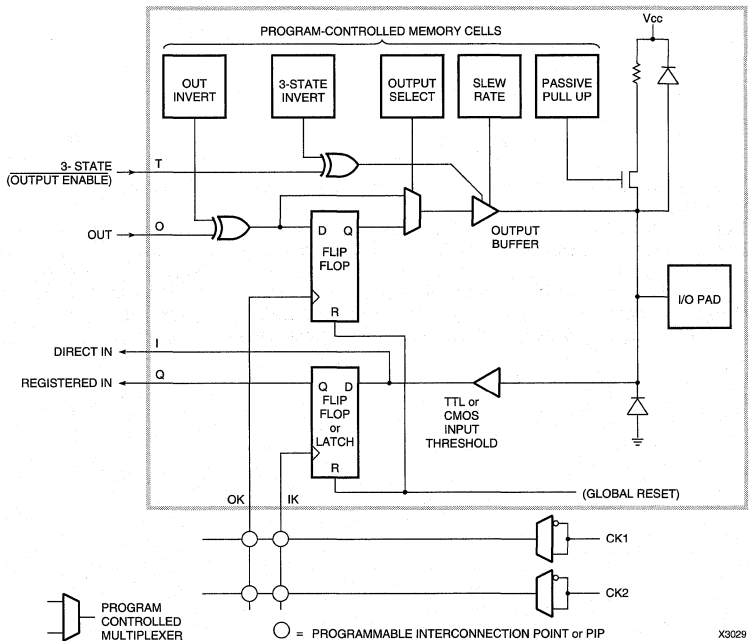 Vcc
PROGRAM-CONTROLLED MEMORY CELLS
OUT
INVERT
3-STATE
INVERT
OUTPUT
SELECT
SLEW
RATE
PASSIVE
PULL UP
3- STATE
(OUTPUT ENABLE)
T
OUT
O
D Q
FLIP
FLOP
R
OUTPUT
BUFFER
I/O PAD
DIRECT IN
I
REGISTERED IN
Q
Q D
FLIP
FLOP
or
LATCH
R
TTL or
CMOS
INPUT
THRESHOLD
OK
IK
(GLOBAL RESET)
CK1
CK2
PROGRAM
CONTROLLED
MULTIPLEXER
= PROGRAMMABLE INTERCONNECTION POINT or PIP
X3029